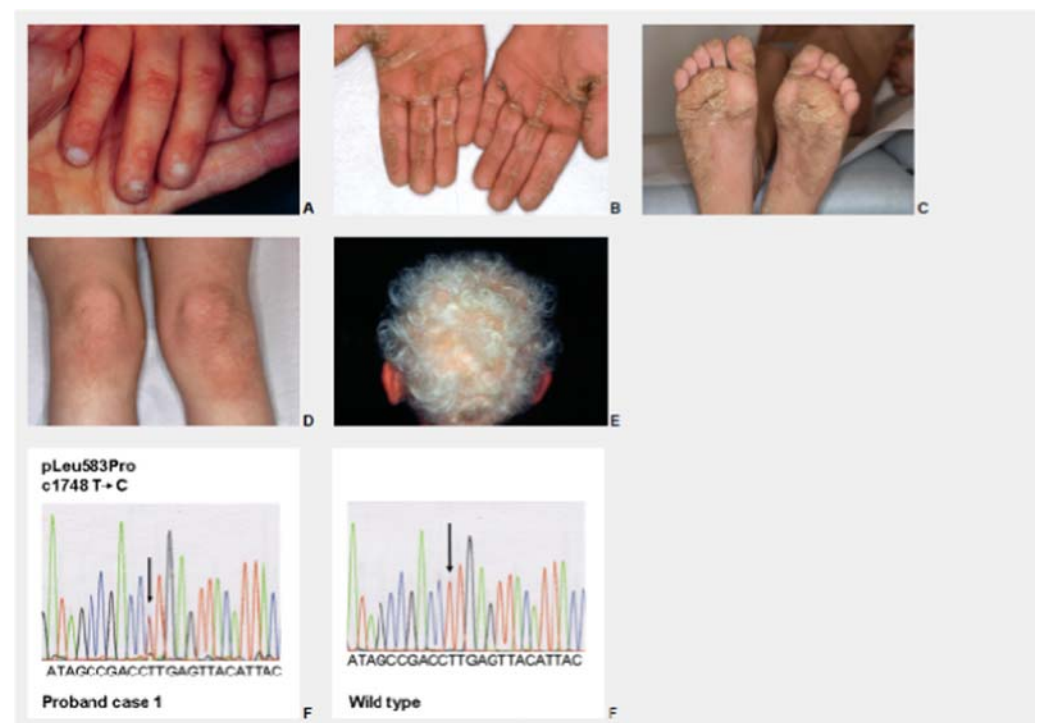 A
B
C
D
E
pLeu583Pro
c1748 T→C
ATAGCCGACCTTGAGTTACATTAC
Proband case 1
F
ATAGCCGACCTTGAGTTACATTAC
Wild type
F